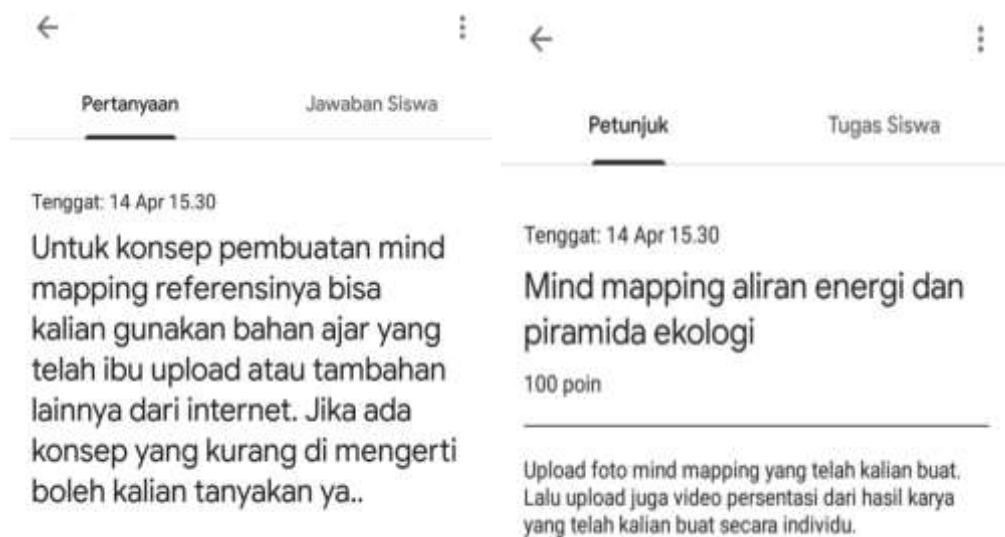 Pertanyaan
Jawaban Siswa
Tenggat: 14 Apr 15.30
Untuk konsep pembuatan mind
mapping referensinya bisa
kalian gunakan bahan ajar yang
telah ibu upload atau tambahan
lainnya dari internet. Jika ada
konsep yang kurang di mengerti
boleh kalian tanyakan ya..
Petunjuk
Tugas Siswa
Tenggat: 14 Apr 15.30
Mind mapping aliran energi dan
piramida ekologi
100 poin
Upload foto mind mapping yang telah kalian buat.
Lalu upload juga video persentasi dari hasil karya
yang telah kalian buat secara individu.